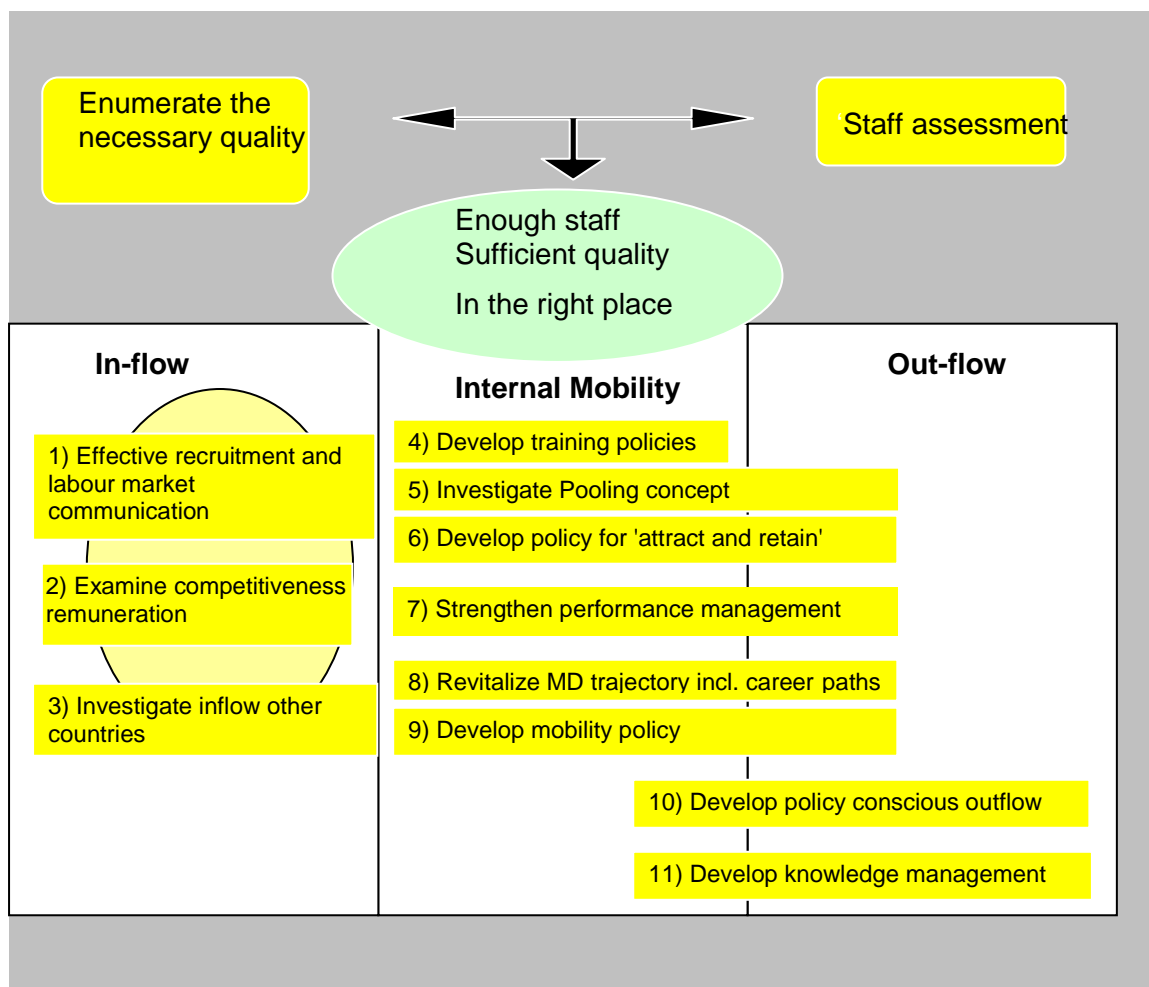 Enumerate the
necessary quality
Staff assessment
Enough staff
Sufficient quality
In the right place
In-flow
1) Effective recruitment and
labour market
communication
2) Examine competitiveness
remuneration
3) Investigate inflow other
countries
Internal Mobility
4) Develop training policies
5) Investigate Pooling concept
6) Develop policy for 'attract and retain'
7) Strengthen performance management
8) Revitalize MD trajectory incl. career paths
9) Develop mobility policy
Out-flow
10) Develop policy conscious outflow
11) Develop knowledge management